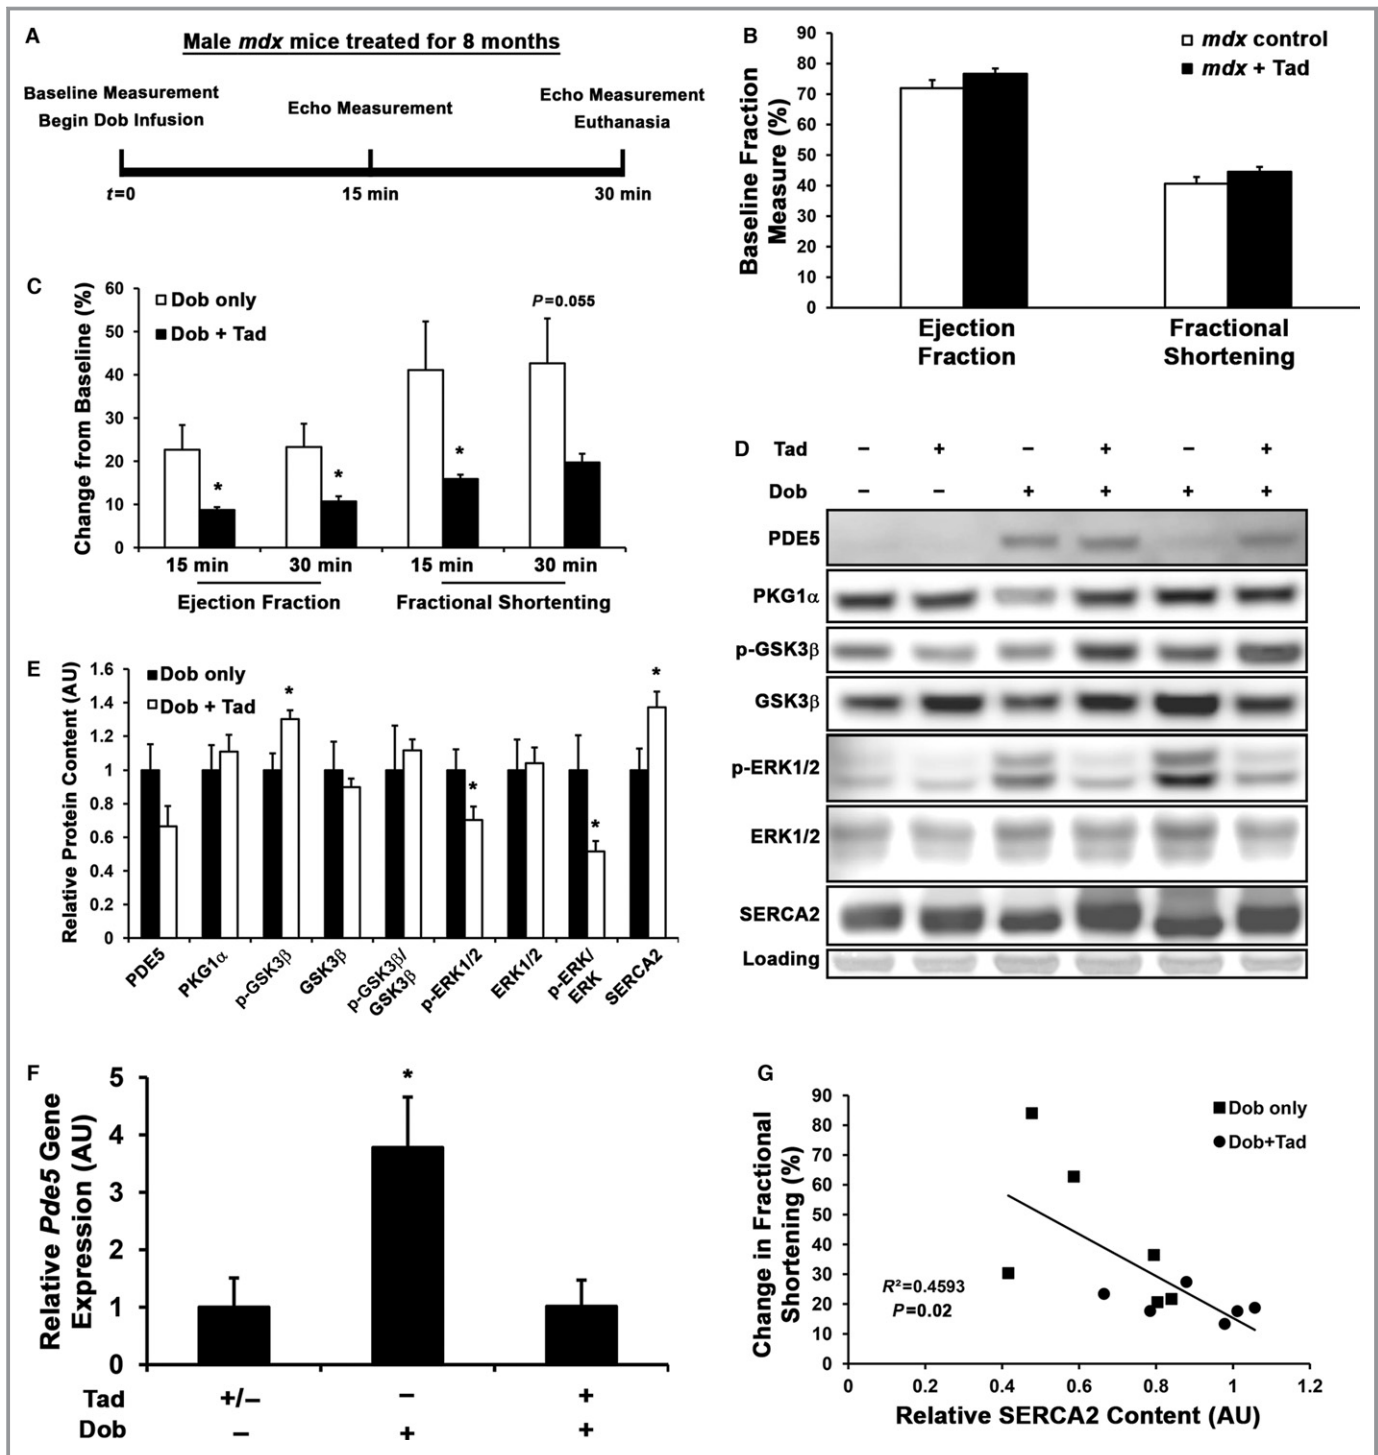 A
Male mdx mice treated for 8 months
Baseline Measurement
Begin Dob Infusion
Echo Measurement
Echo Measurement
Euthanasia
t=0
15 min
30 min
B
mdx control
mdx + Tad
Baseline Fraction
Measure (%)
90
80
70
60
50
40
30
20
10
0
Ejection
Fraction
Fractional
Shortening
C
Dob only
Dob + Tad
P=0.055
Change from Baseline (%)
60
50
40
30
20
10
0
*
*
*
15 min
30 min
15 min
30 min
Ejection Fraction
Fractional Shortenting
D
Tad − + − + − +
Dob − − + + + +
PDE5
PKG1α
p-GSK3β
GSK3β
p-ERK1/2
ERK1/2
SERCA2
Loading
E
Dob only
Dob + Tad
Relative Protein Content (AU)
1.6
1.4
1.2
1
0.8
0.6
0.4
0.2
0
*
*
*
*
PDE5
PKG1α
p-GSK3β
GSK3β
p-GSK3β/
GSK3β
p-ERK1/2
ERK1/2
p-ERK/
ERK
SERCA2
F
Relative Pde5 Gene
Expression (AU)
5
4
3
2
1
0
*
Tad +/− − +
Dob − + +
G
Dob only
Dob+Tad
Change in Fractional
Shortening (%)
90
80
70
60
50
40
30
20
10
0
R²=0.4593
P=0.02
0 0.2 0.4 0.6 0.8 1 1.2
Relative SERCA2 Content (AU)